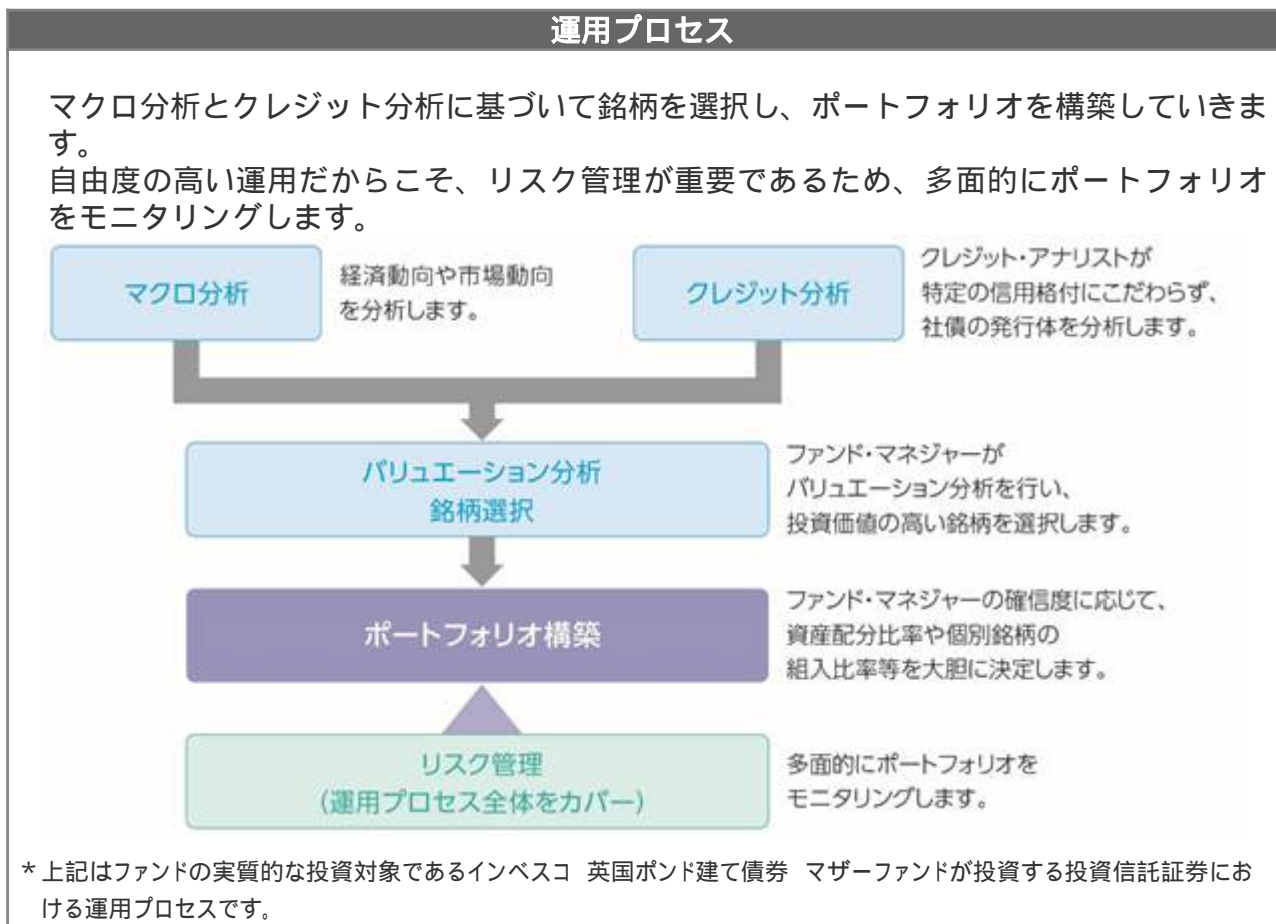 運用プロセス
マクロ分析とクレジット分析に基づいて銘柄を選択し、ポートフォリオを構築していきま
す。
自由度の高い運用だからこそ、リスク管理が重要であるため、多面的にポートフォリオ
をモニタリングします。
マクロ分析
経済動向や市場動向
を分析します。
クレジット分析
クレジット・アナリストが
特定の信用格付にこだわらず、
社債の発行体を分析します。
バリュエーション分析
銘柄選択
ファンド・マネジャーが
バリュエーション分析を行い、
投資価値の高い銘柄を選択します。
ポートフォリオ構築
ファンド・マネジャーの確信度に応じて、
資産配分比率や個別銘柄の
組入比率等を大胆に決定します。
リスク管理
(運用プロセス全体をカバー)
多面的にポートフォリオを
モニタリングします。
*上記はファンドの実質的な投資対象であるインベスコ 英国ポンド建て債券 マザーファンドが投資する投資信託証券にお
ける運用プロセスです。